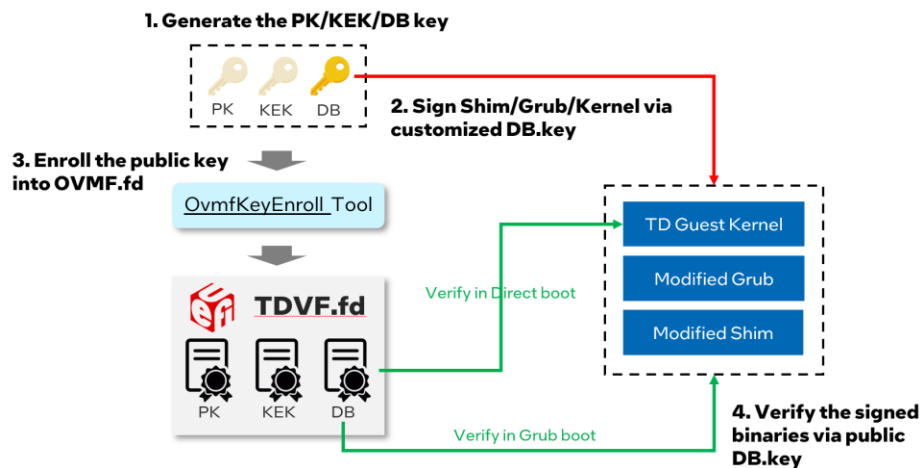 1. Generate the PK/KEK/DB key
PK
KEK
DB
2. Sign Shim/Grub/Kernel via
customized DB.key
3. Enroll the public key
into OVMF.fd
OvmfKeyEnroll Tool
TD Guest Kernel
Modified Grub
Modified Shim
Verify in Direct boot
UEFI
TDVF.fd
PK
KEK
DB
Verify in Grub boot
4. Verify the signed
binaries via public
DB.key